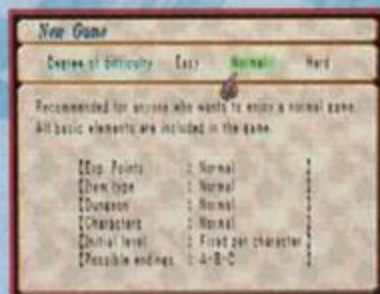 New Game
Degree of difficulty Easy Normal Hard
Recommended for anyone who wants to enjoy a normal game.
All basic elements are included in the game.
[Exp. Points : Normal ]
[Item type : Normal ]
[Dungeon : Normal ]
[Characters : Normal ]
[Initial level : Fixed per character ]
[Possible endings : A-B-C ]